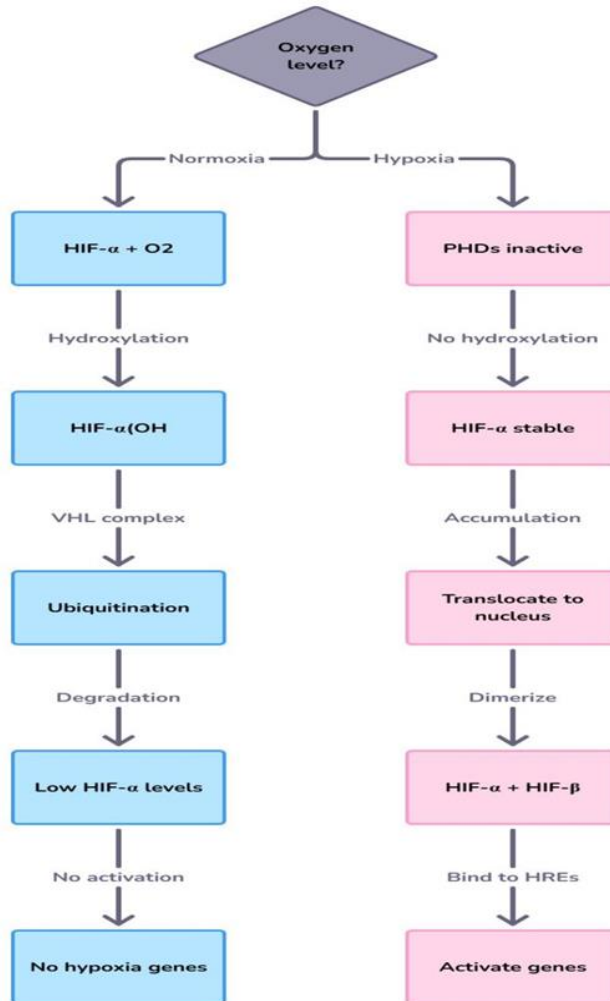 Oxygen
level?
Normoxia
Hypoxia
HIF-α + O2
PHDs inactive
Hydroxylation
No hydroxylation
HIF-α(OH
HIF-α stable
VHL complex
Accumulation
Ubiquitination
Translocate to
nucleus
Degradation
Dimerize
Low HIF-α levels
HIF-α + HIF-β
No activation
Bind to HREs
No hypoxia genes
Activate genes